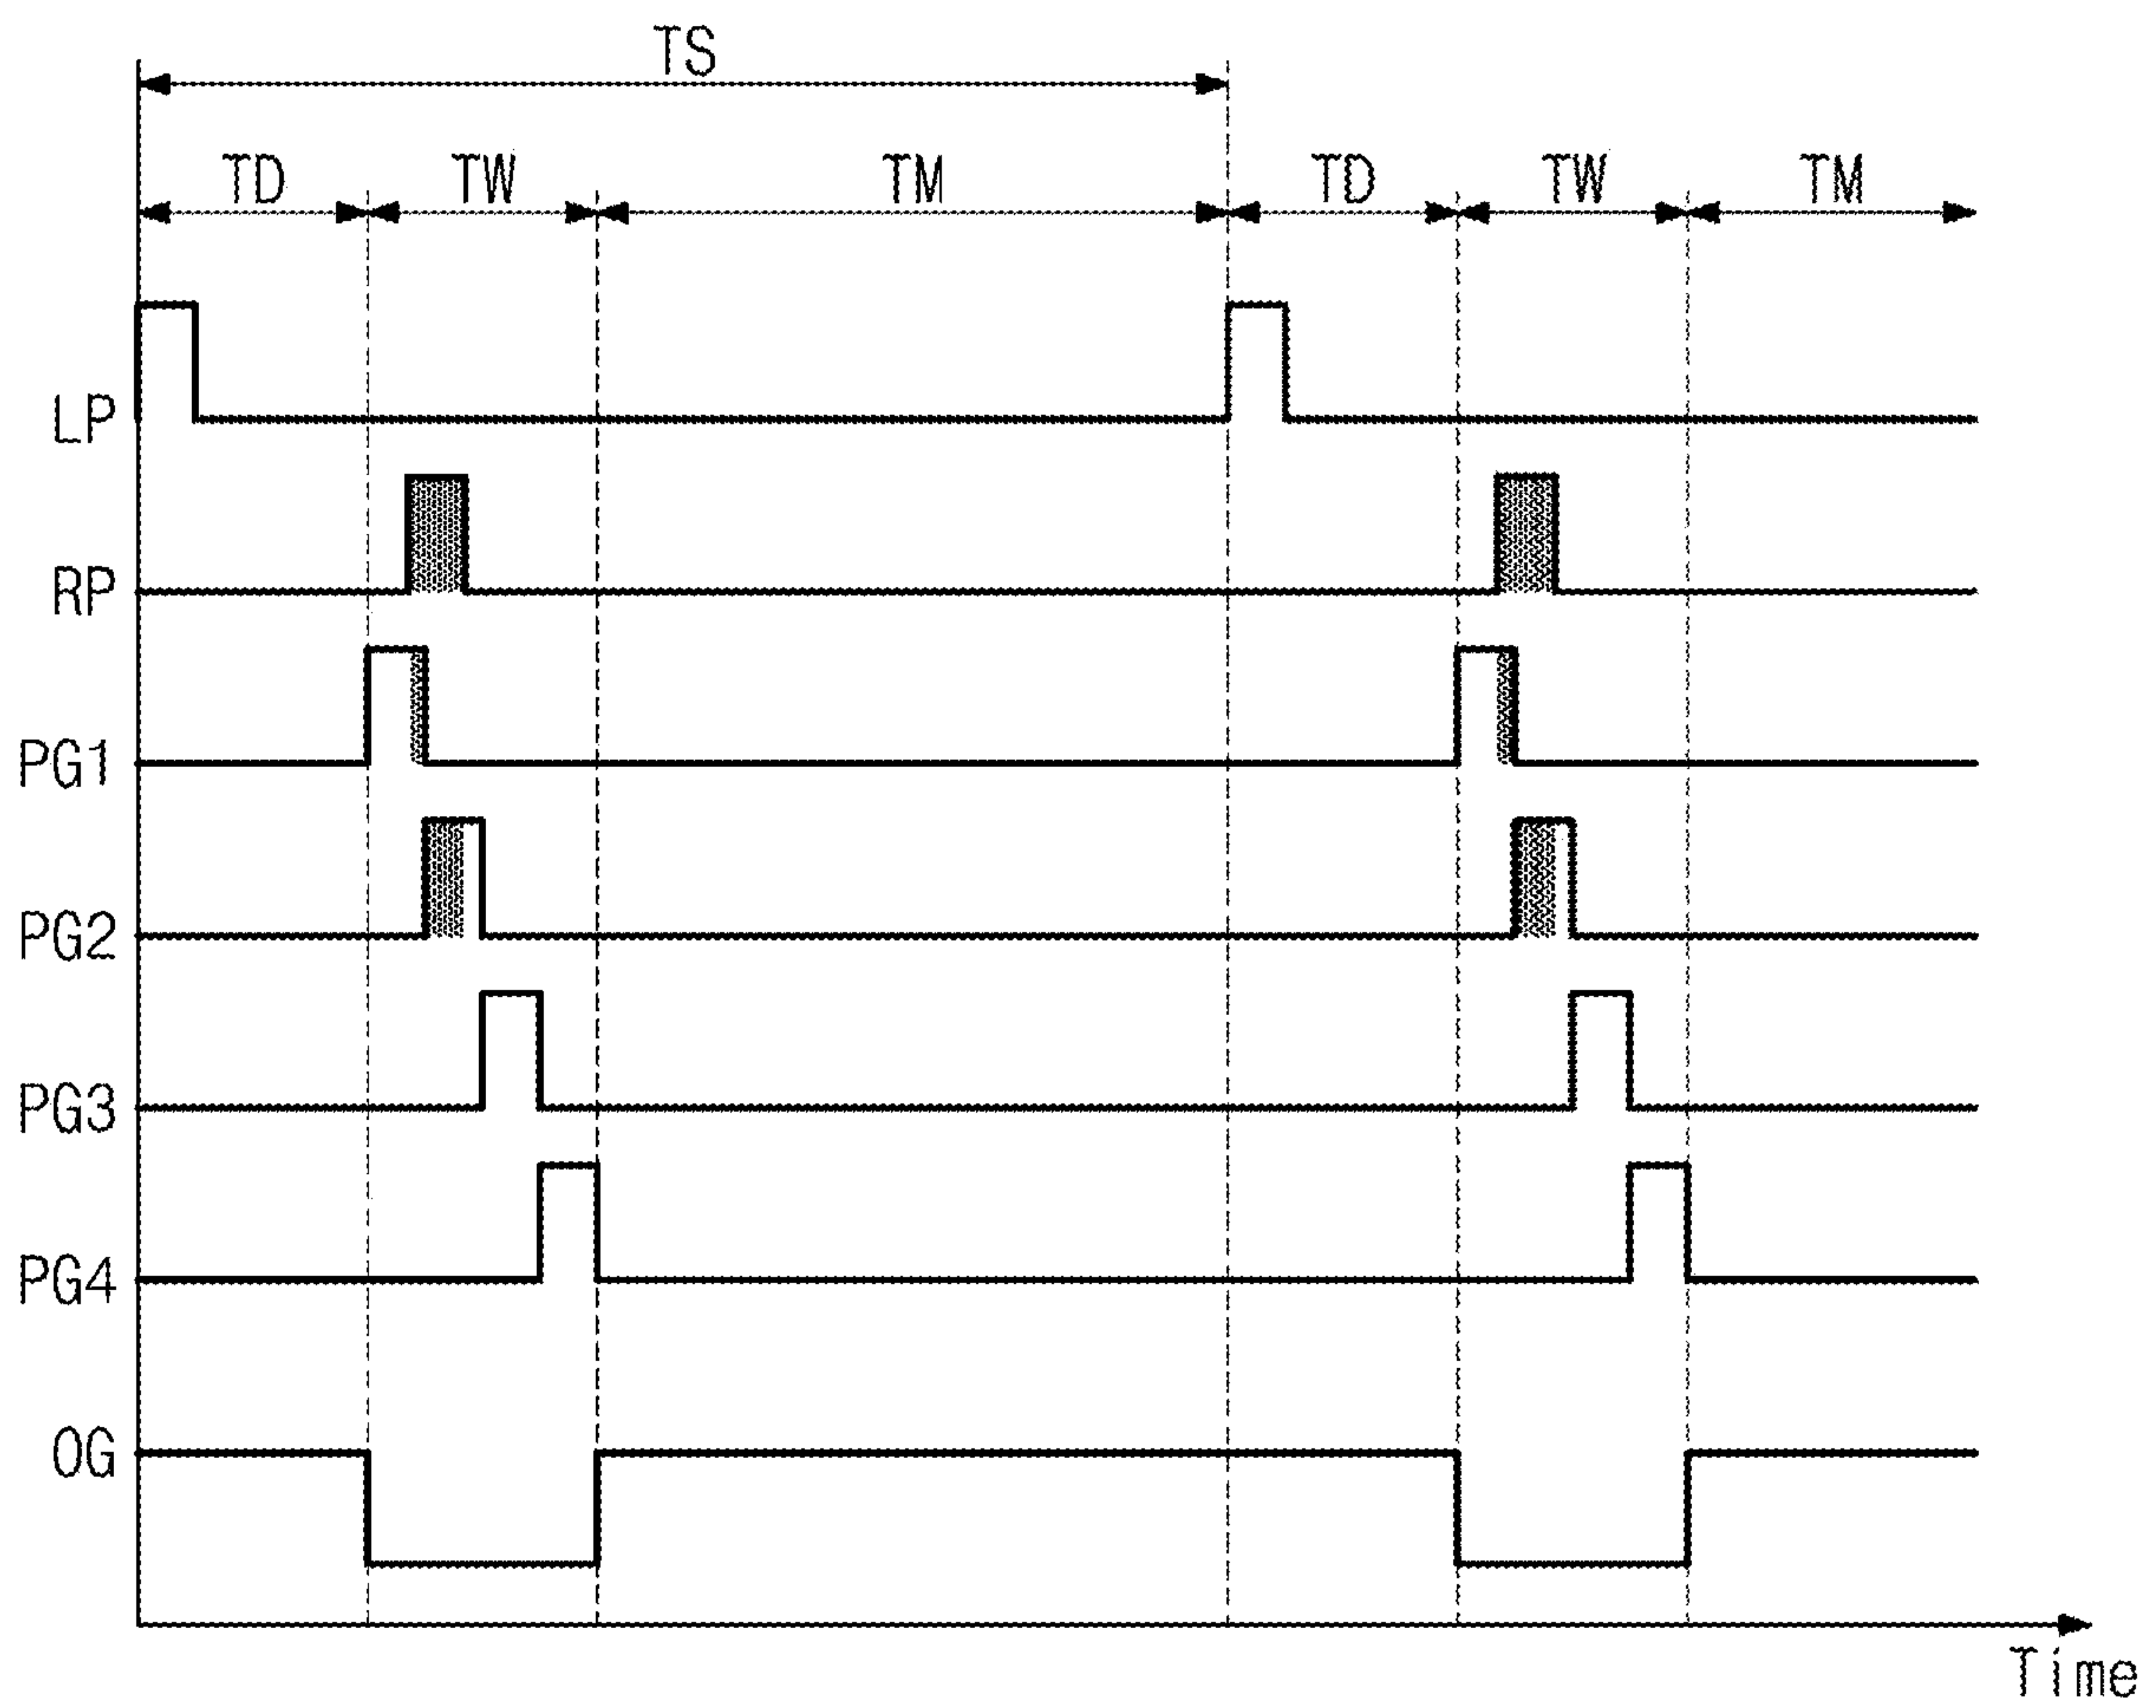 TS
TD TW TM TD TW TM
LP
RP
PG1
PG2
PG3
PG4
OG
Time